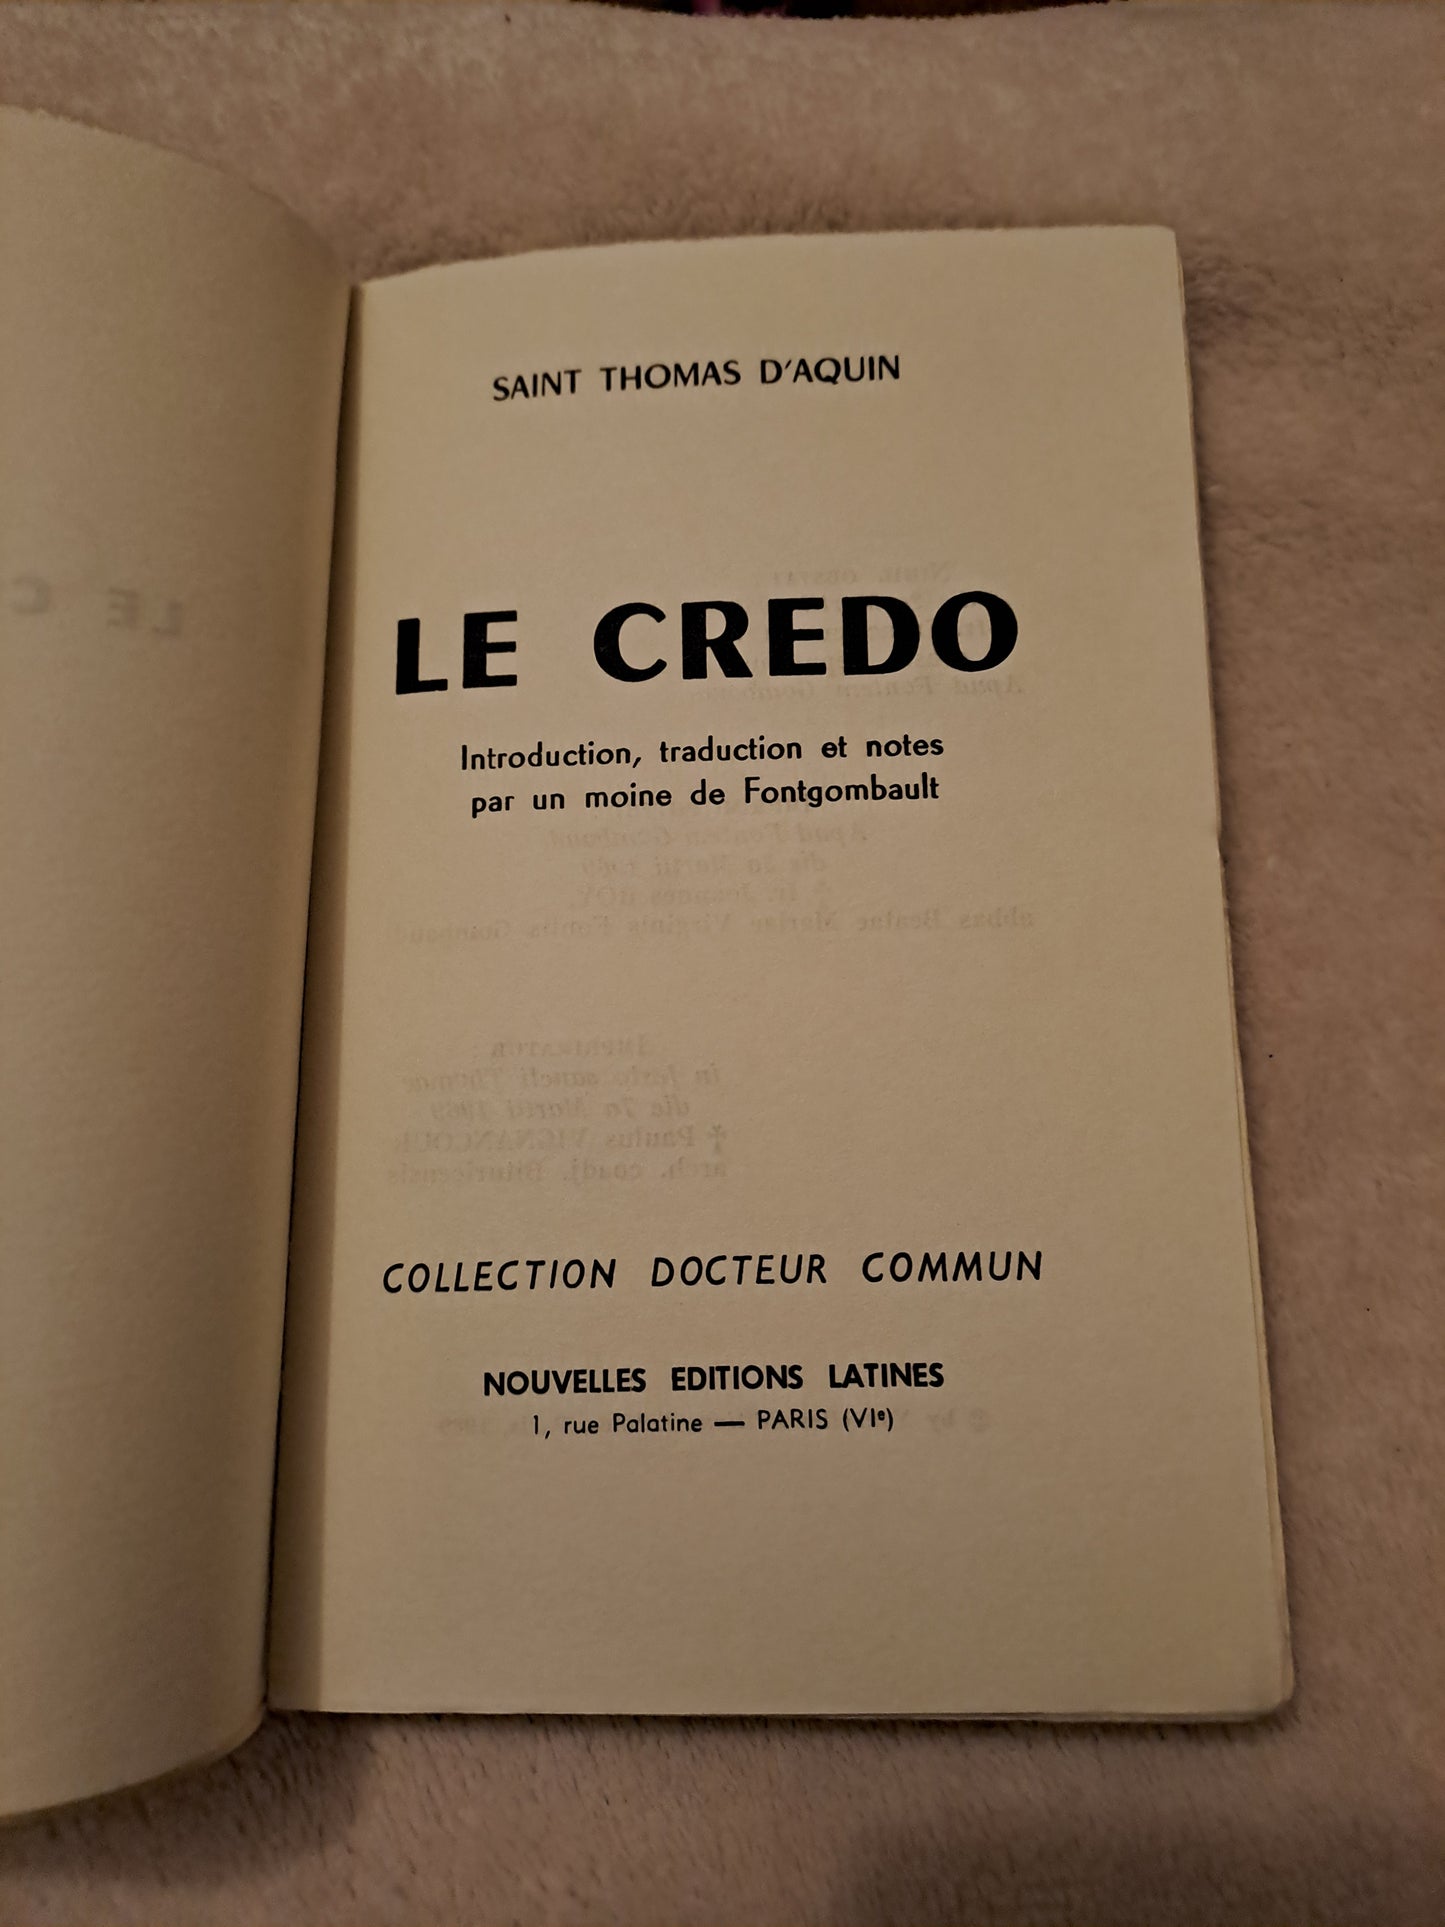 SAINT THOMAS D'AQUIN
LE CREDO
Introduction, traduction et notes
par un moine de Fontgombault
COLLECTION DOCTEUR COMMUN
NOUVELLES EDITIONS LATINES
1, rue Palatine — PARIS (VIe)